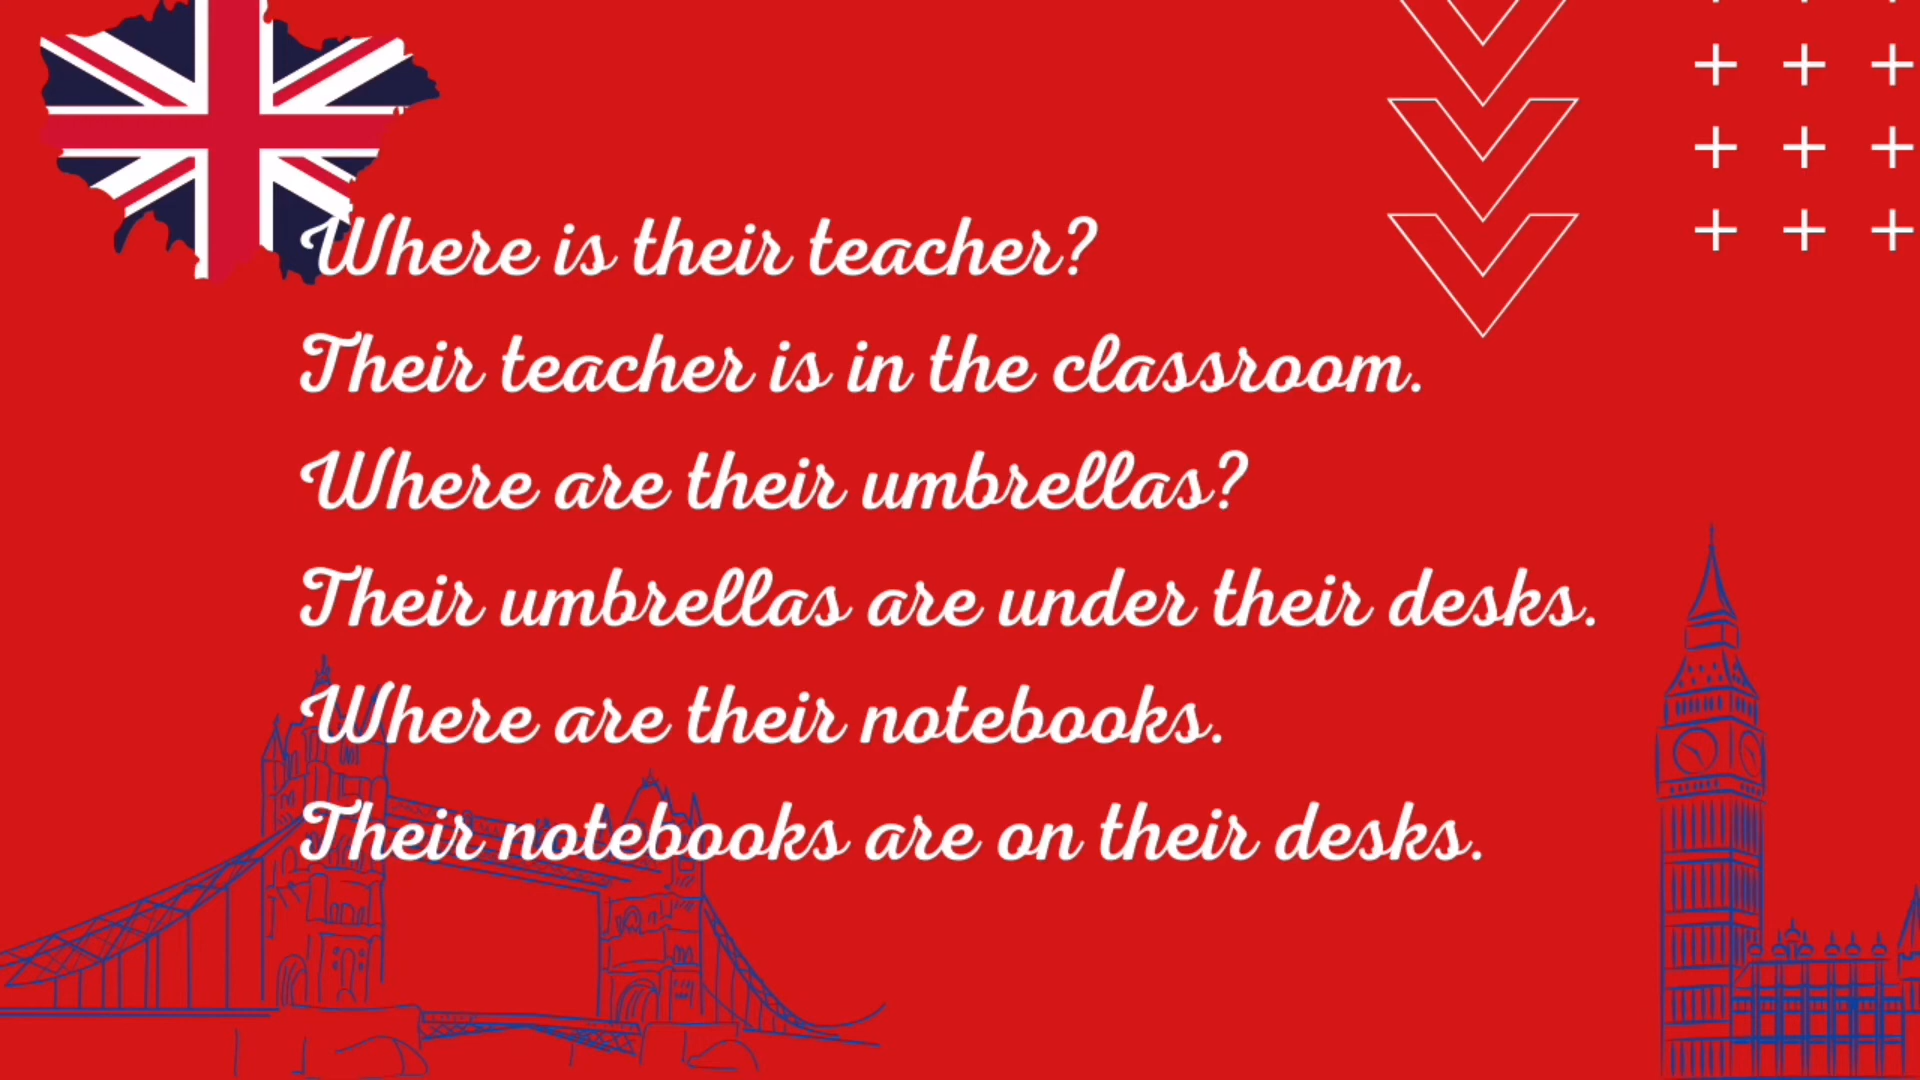 Where is their teacher?
Their teacher is in the classroom.
Where are their umbrellas?
Their umbrellas are under their desks.
Where are their notebooks.
Their notebooks are on their desks.